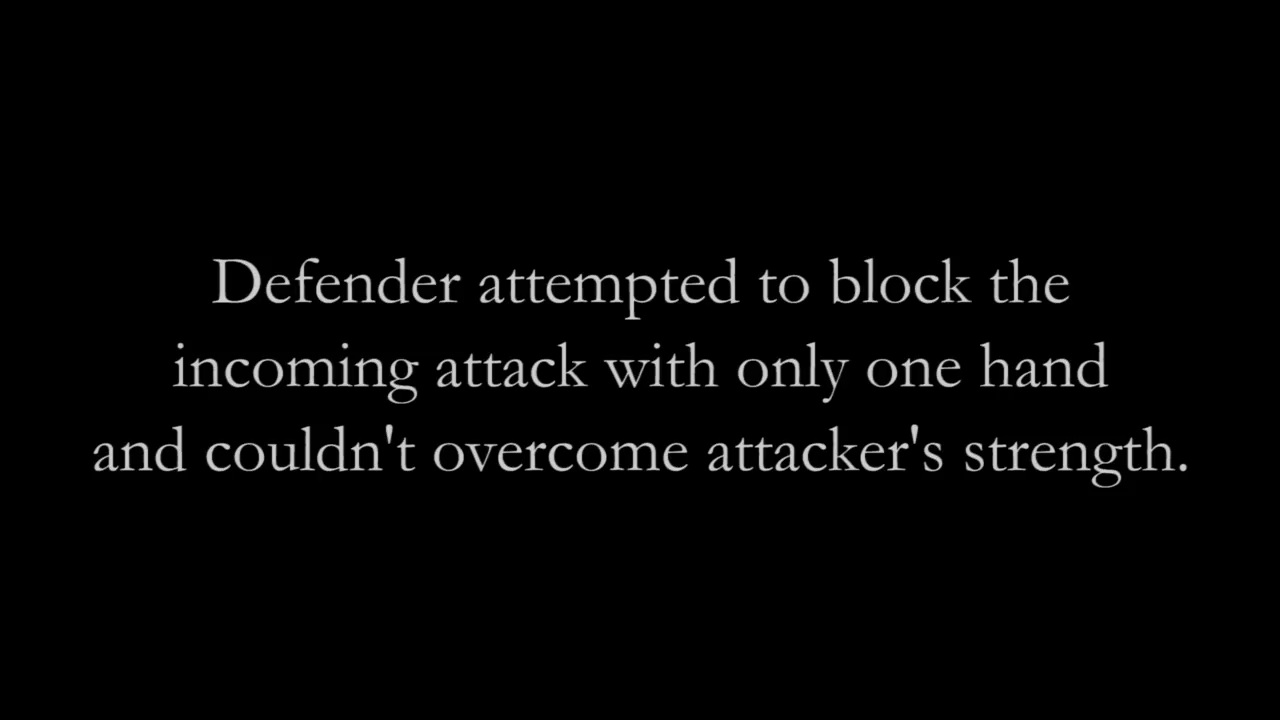 Defender attempted to block the
incoming attack with only one hand
and couldn't overcome attacker's strength.